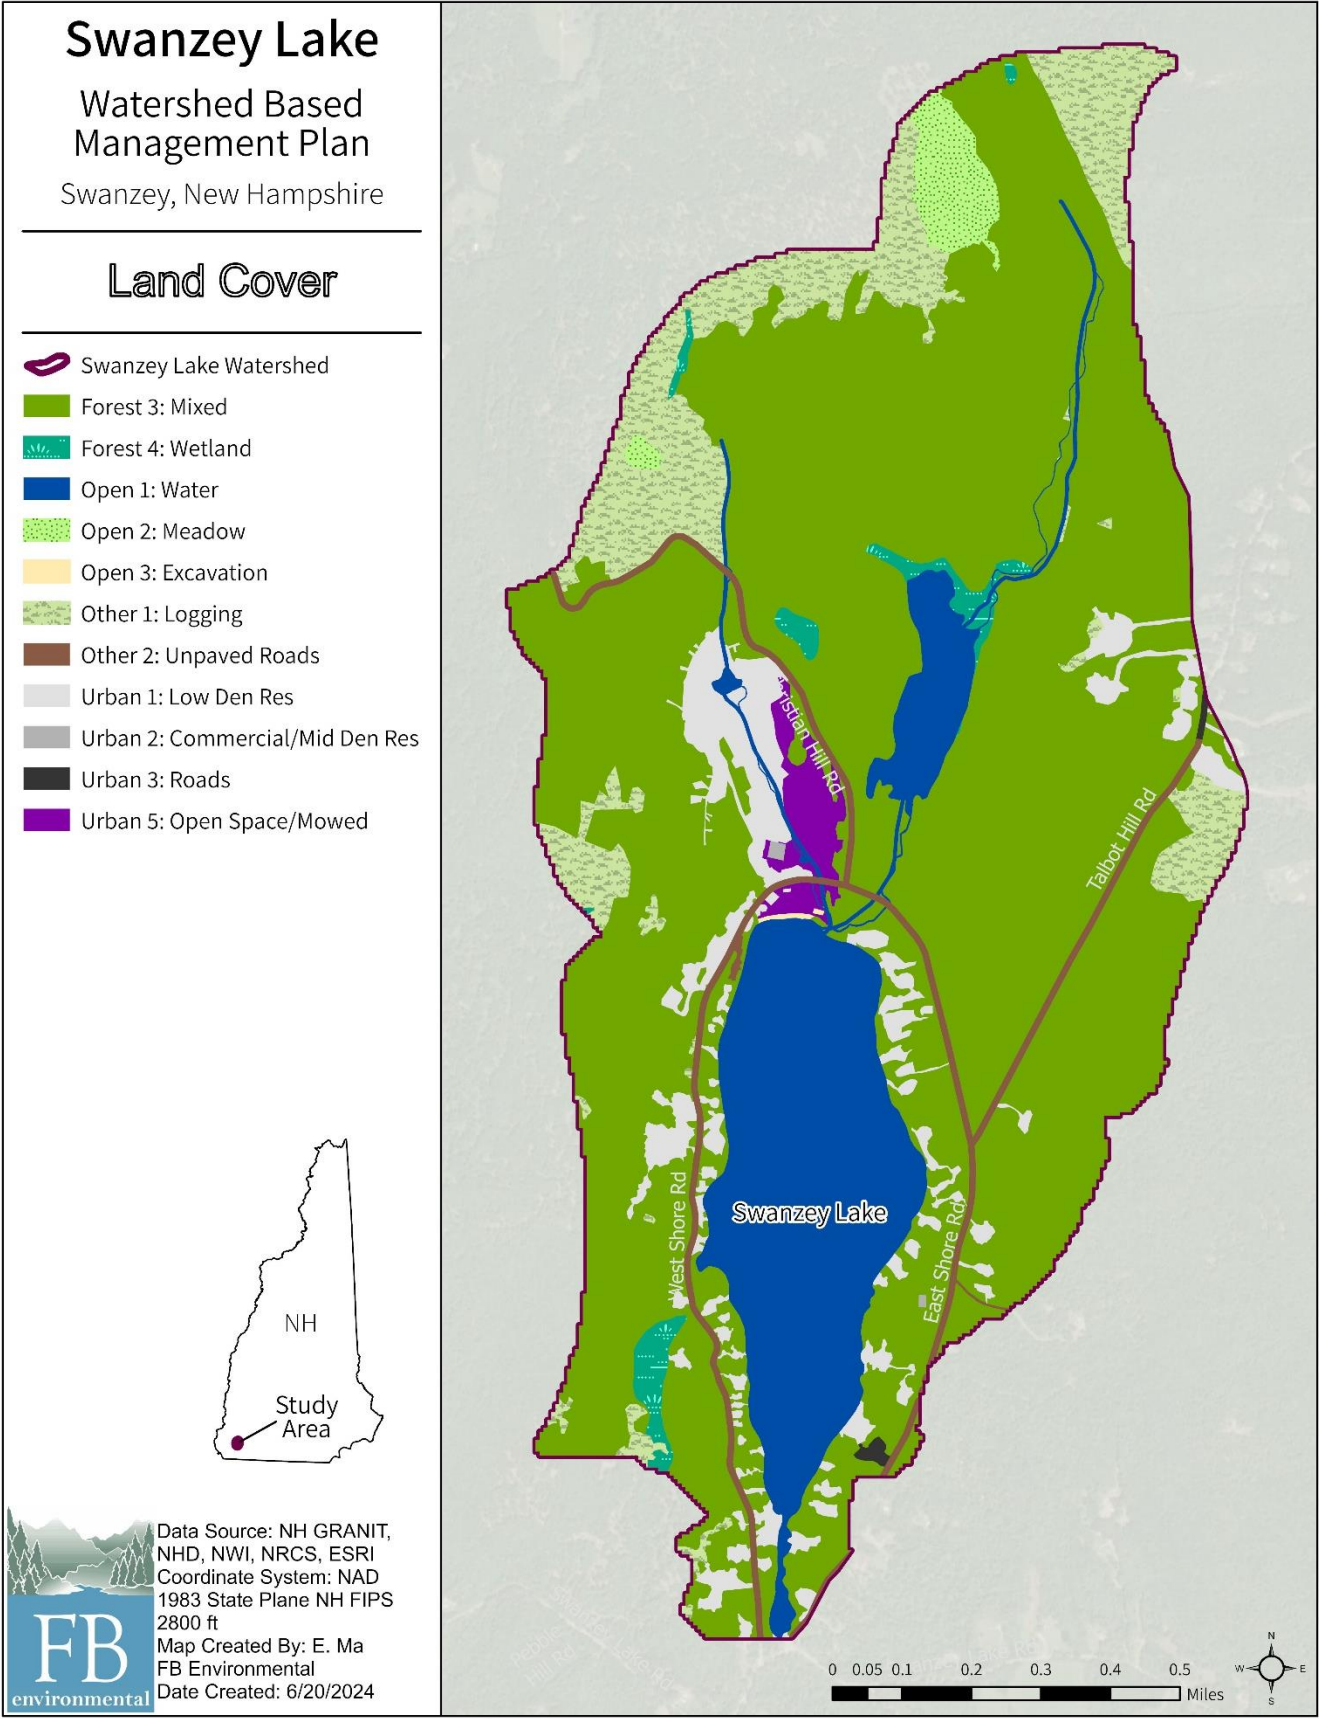 Swanzey Lake
Watershed Based
Management Plan
Swanzey, New Hampshire
Land Cover
Swanzey Lake Watershed
Forest 3: Mixed
Forest 4: Wetland
Open 1: Water
Open 2: Meadow
Open 3: Excavation
Other 1: Logging
Other 2: Unpaved Roads
Urban 1: Low Den Res
Urban 2: Commercial/Mid Den Res
Urban 3: Roads
Urban 5: Open Space/Mowed
NH
Study
Area
FB
environmental
Data Source: NH GRANIT,
NHD, NWI, NRCS, ESRI
Coordinate System: NAD
1983 State Plane NH FIPS
2800 ft
Map Created By: E. Ma
FB Environmental
Date Created: 6/20/2024
ristian Hill Rd
Talbot Hill Rd
West Shore Rd
Swanzey Lake
East Shore Rd
0 0.05 0.1 0.2 0.3 0.4 0.5
Miles
N
W E
S